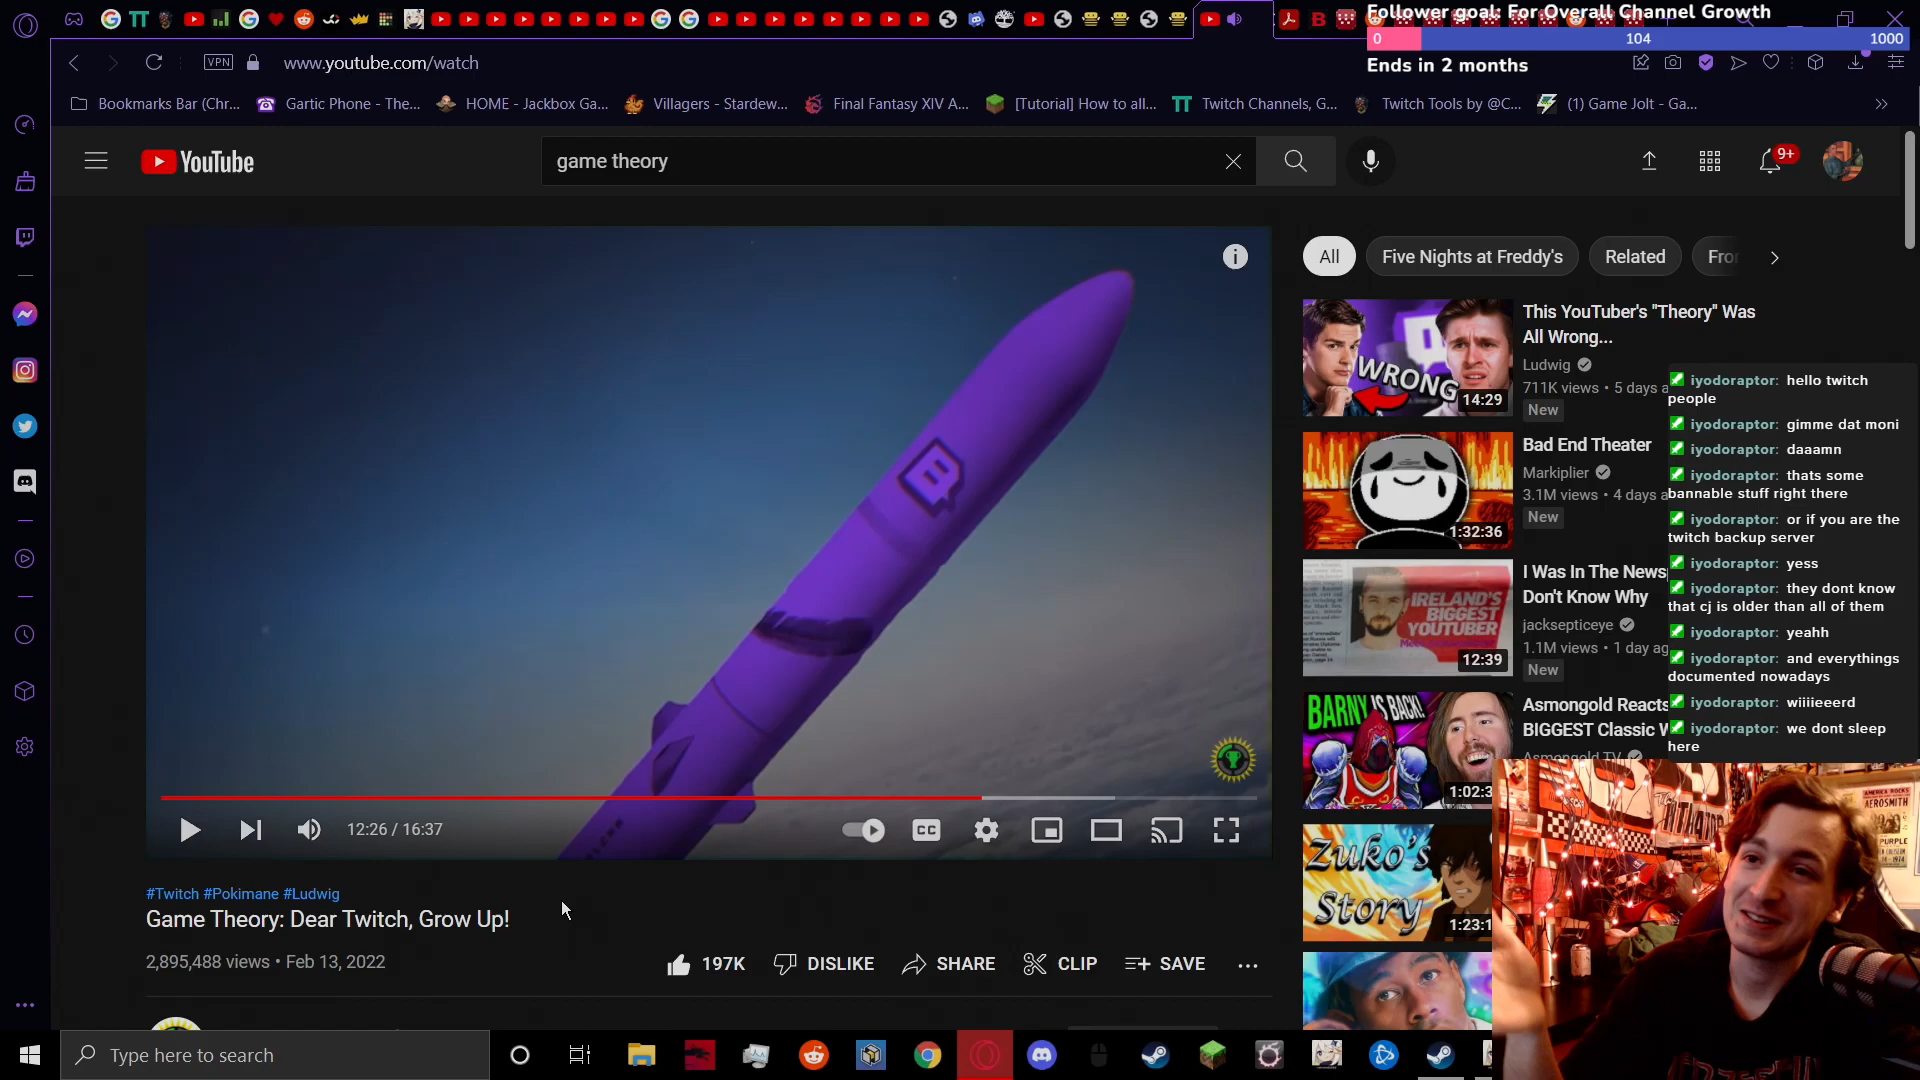 Follower goal: For Overall Channel Growth
0 104 1000
Ends in 2 months
VPN www.youtube.com/watch
Bookmarks Bar (Chr... Gartic Phone - The... HOME - Jackbox Ga... Villagers - Stardew... Final Fantasy XIV A... [Tutorial] How to all... Twitch Channels, G... Twitch Tools by @C... (1) Game Jolt - Ga...
YouTube
game theory
9+
All Five Nights at Freddy's Related
This YouTuber's "Theory" Was
All Wrong...
Ludwig
711K views • 5 days
New
WRONG
14:29
Bad End Theater
Markiplier
3.1M views • 4 days
New
1:32:36
I Was In The News
Don't Know Why
jacksepticeye
1.1M views • 1 day
New
IRELAND'S
BIGGEST
YOUTUBER
12:39
Asmongold Reacts
BIGGEST Classic
Asmongold TV
BARNY IS BACK!
1:02:3
Zuko's
Story
1:23:1
iyodoraptor: hello twitch
people
iyodoraptor: gimme dat moni
iyodoraptor: daaamn
iyodoraptor: thats some
bannable stuff right there
iyodoraptor: or if you are the
twitch backup server
iyodoraptor: yess
iyodoraptor: they dont know
that cj is older than all of them
iyodoraptor: yeahh
iyodoraptor: and everythings
documented nowadays
iyodoraptor: wiiiieeerd
iyodoraptor: we dont sleep
here
AMERICA ROCKS
AEROSMITH
PURPLE
12:26 / 16:37
CC
#Twitch #Pokimane #Ludwig
Game Theory: Dear Twitch, Grow Up!
2,895,488 views • Feb 13, 2022
197K DISLIKE SHARE CLIP SAVE
Type here to search